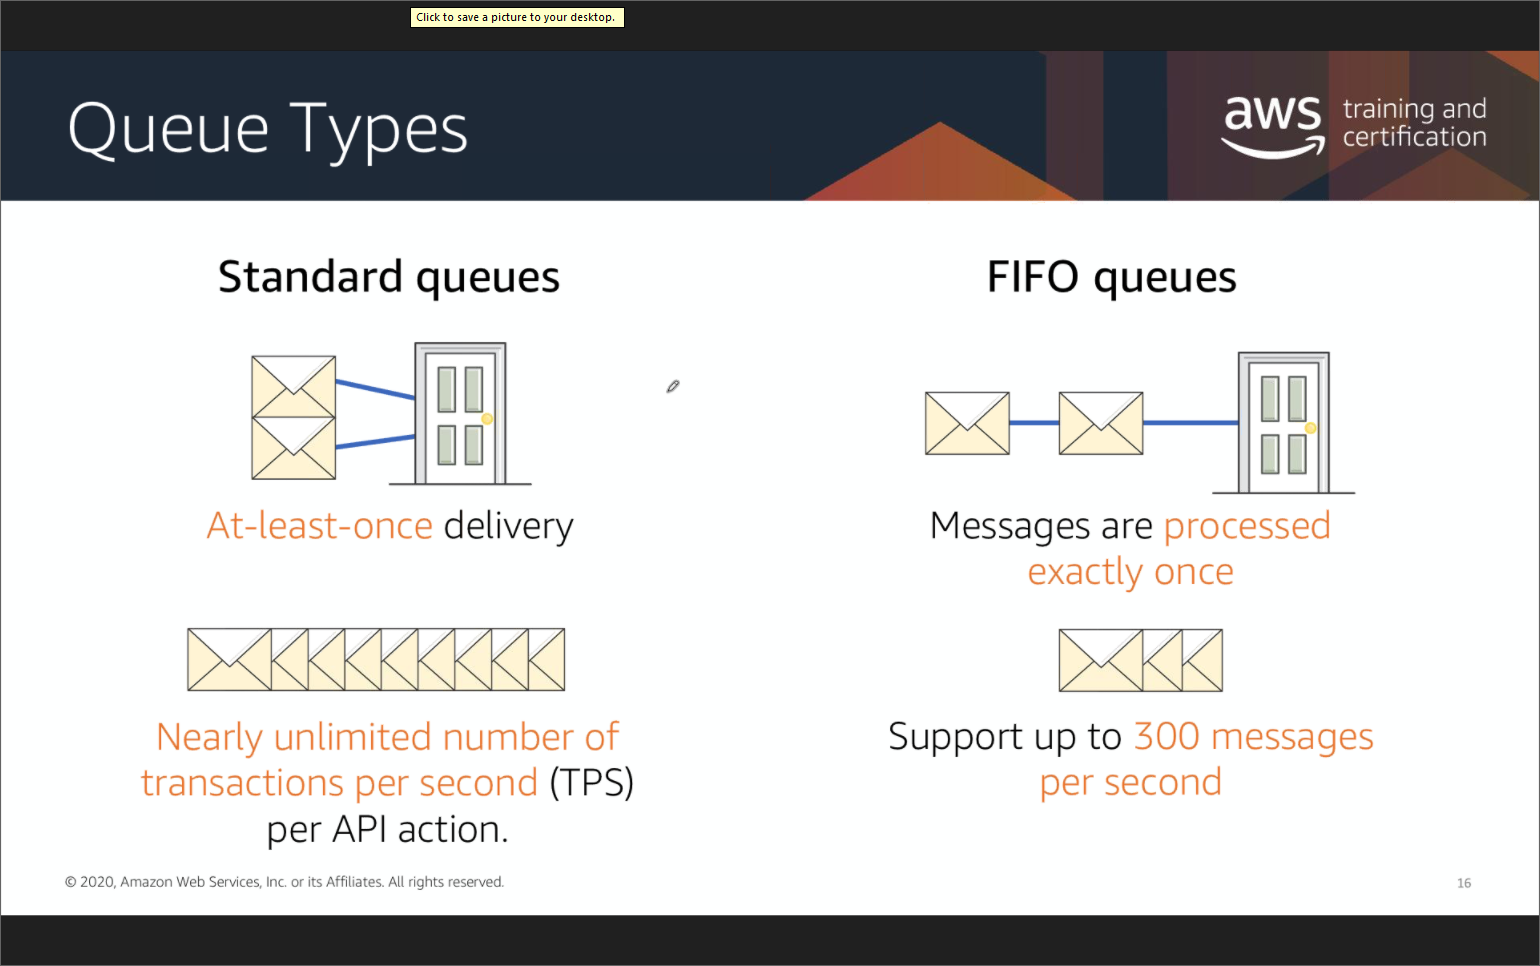 Click to save a picture to your desktop.
Queue Types
aws training and
certification
Standard queues
At-least-once delivery
Nearly unlimited number of
transactions per second (TPS)
per API action.
FIFO queues
Messages are processed
exactly once
Support up to 300 messages
per second
© 2020, Amazon Web Services, Inc. or its Affiliates. All rights reserved.
16